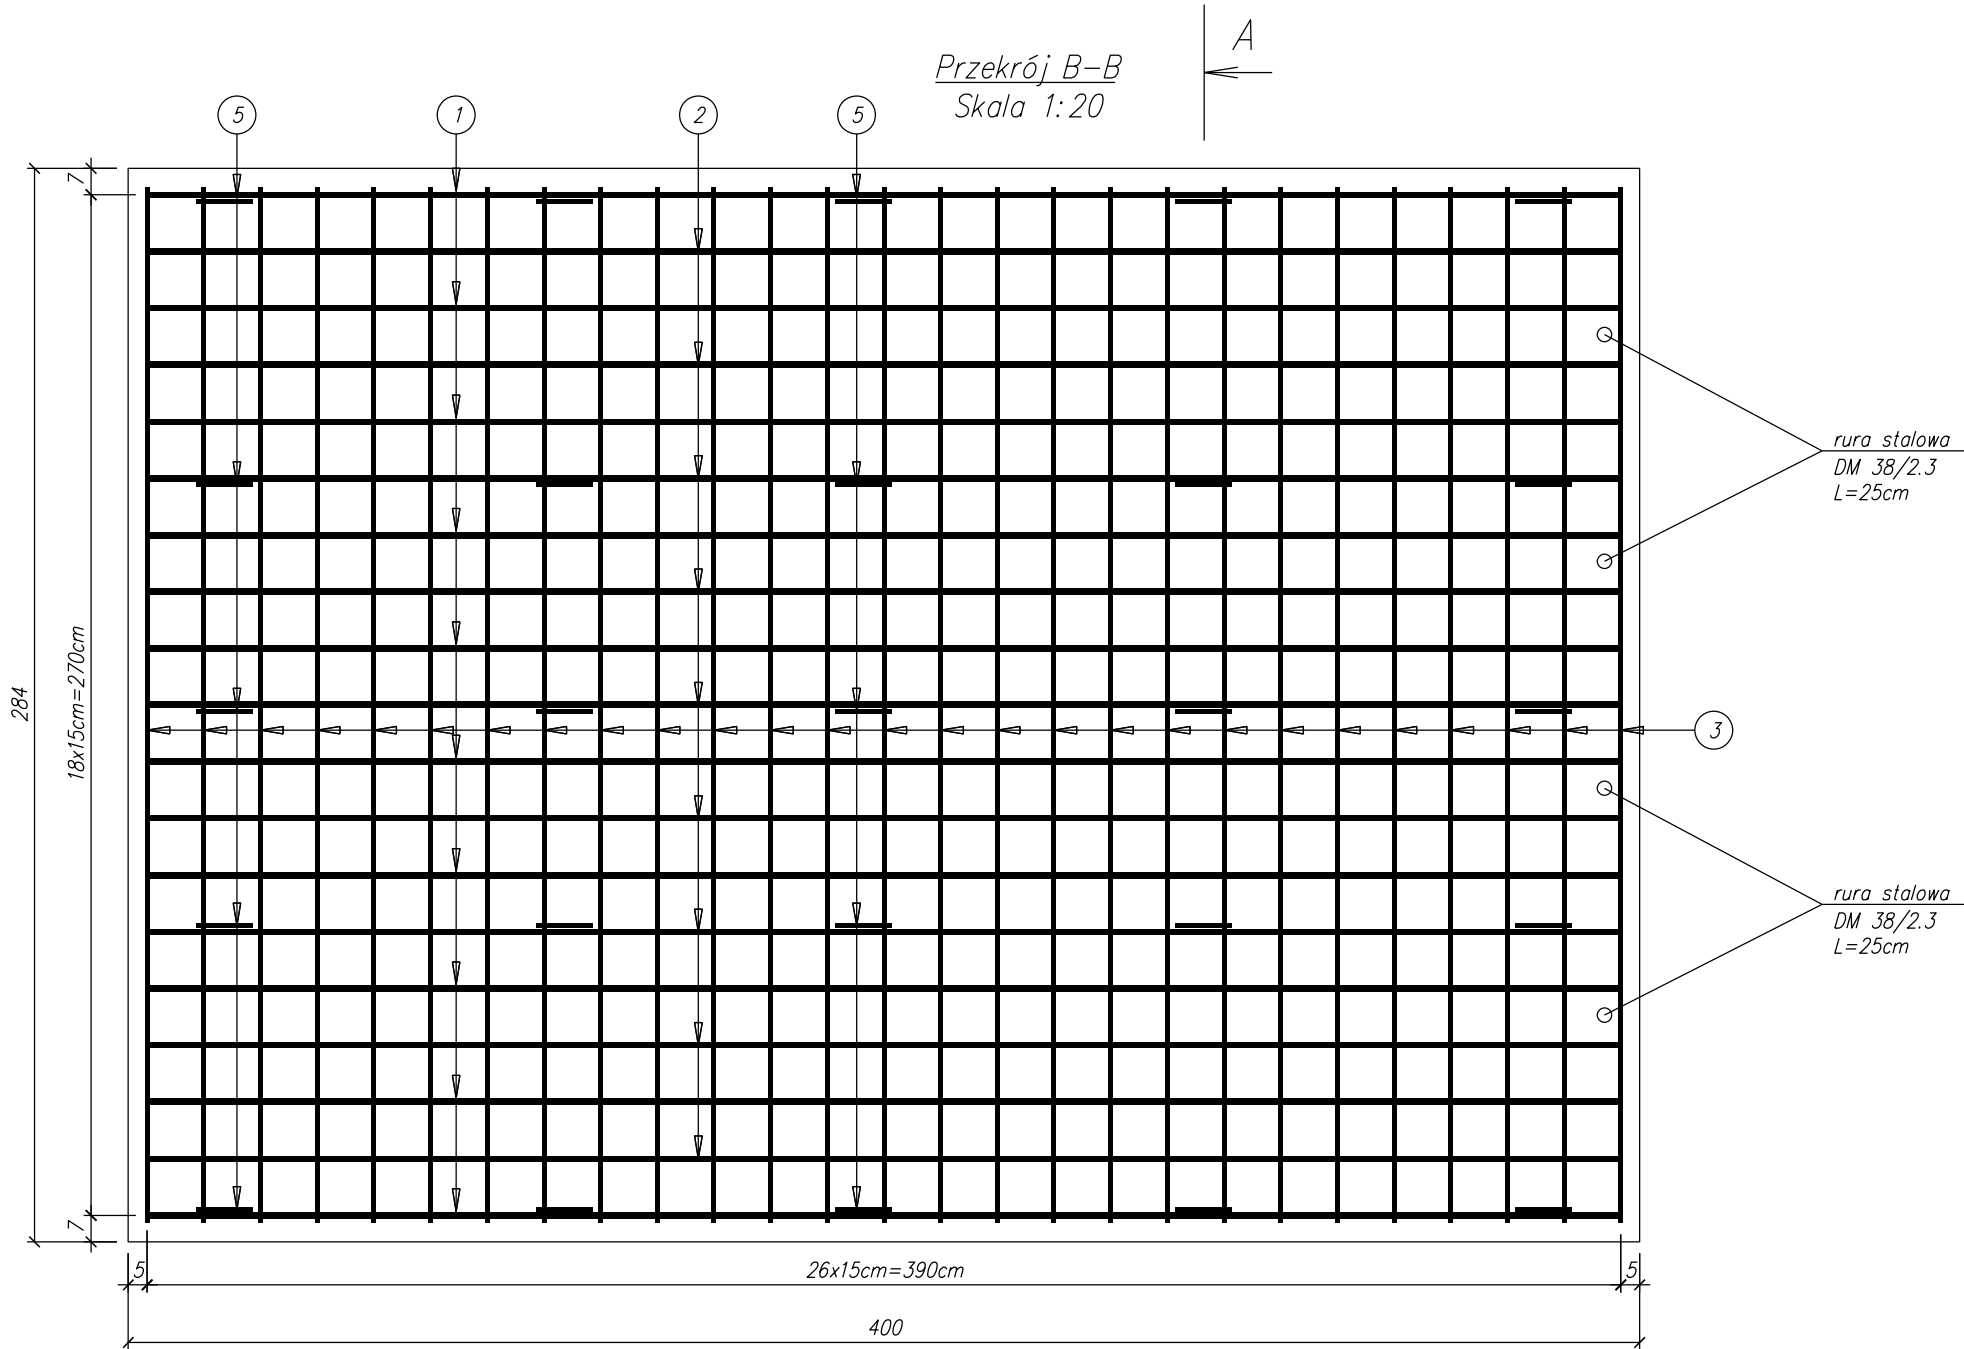 A
Przekrój B-B
Skala 1:20
5
1
2
5
7
284
18x15cm=270cm
rura stalowa
DM 38/2.3
L=25cm
3
rura stalowa
DM 38/2.3
L=25cm
7
5
26x15cm=390cm
5
400